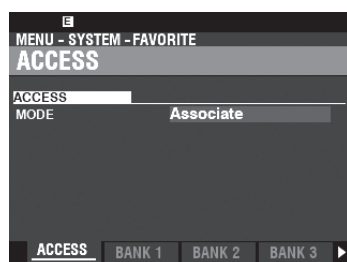 E
MENU - SYSTEM - FAVORITE
ACCESS
ACCESS
MODE Associate
ACCESS BANK 1 BANK 2 BANK 3